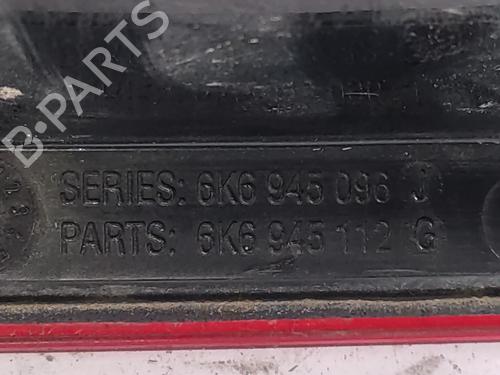 B-PARTS
SERIES: 6K6 945 096 J
PARTS: 6K6 945 112 G